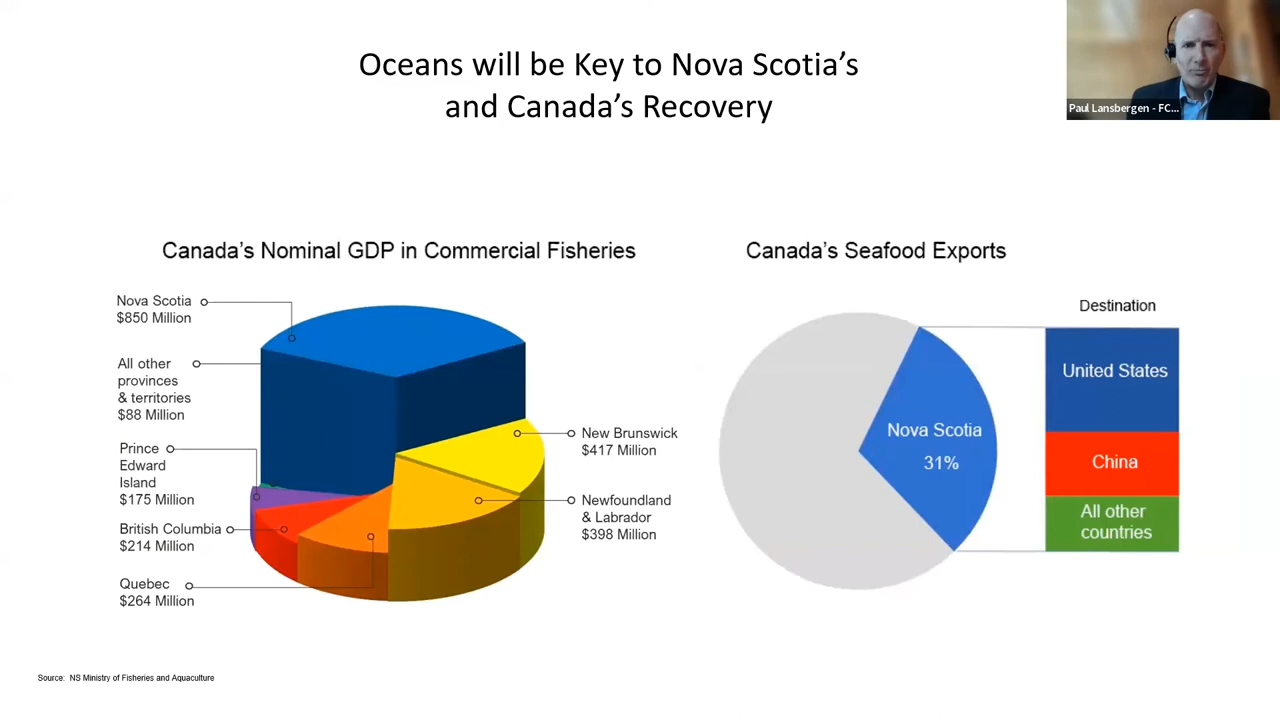 Oceans will be Key to Nova Scotia's
and Canada's Recovery
Paul Lansbergen - FC...
Canada's Nominal GDP in Commercial Fisheries
Nova Scotia
$850 Million
All other
provinces
& territories
$88 Million
Prince
Edward
Island
$175 Million
British Columbia
$214 Million
Quebec
$264 Million
New Brunswick
$417 Million
Newfoundland
& Labrador
$398 Million
Canada's Seafood Exports
Nova Scotia
31%
Destination
United States
China
All other
countries
Source: NS Ministry of Fisheries and Aquaculture